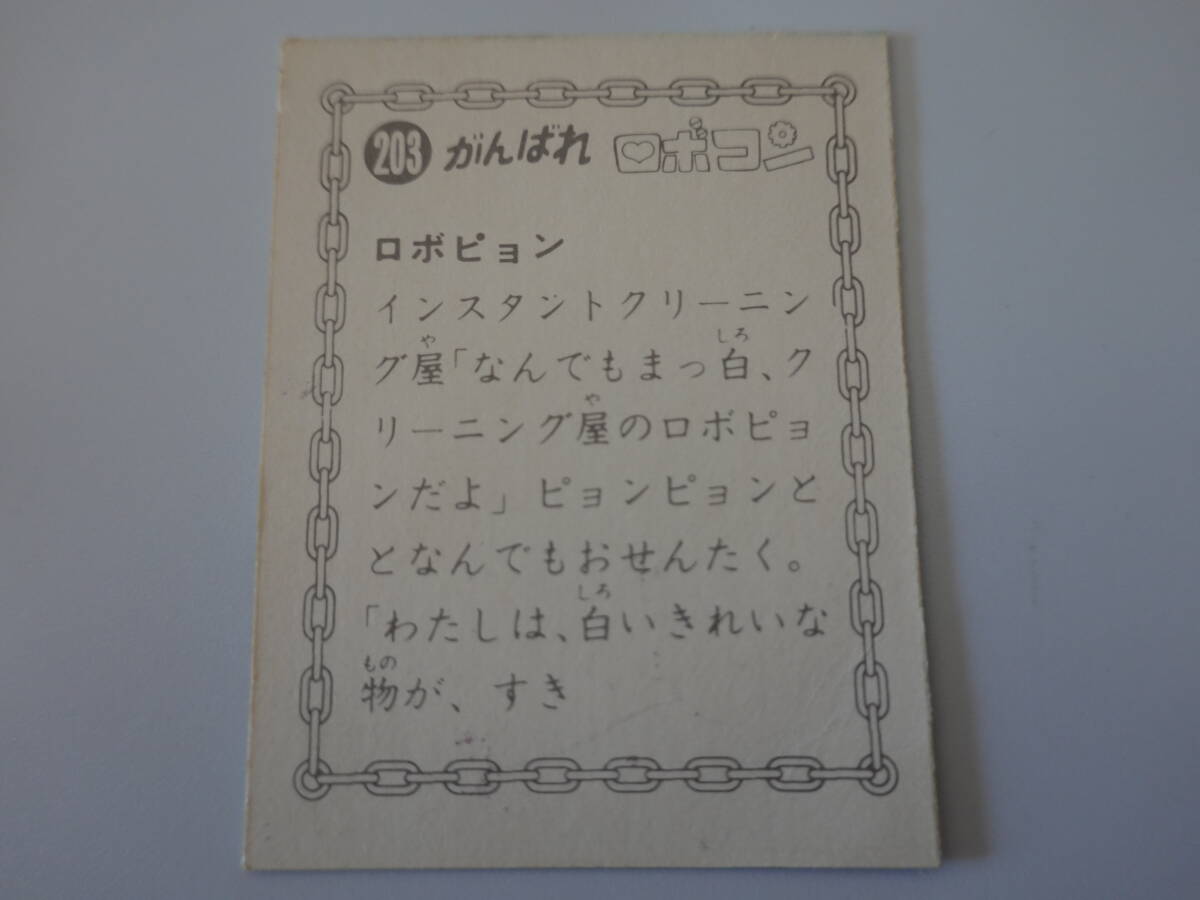 203 がんばれ ロボコン
ロボピョン
インスタントクリーニン
グ屋「なんでもまっ白、ク
リーニング屋のロボピョ
ンだよ」ピョンピョンと
となんでもおせんたく。
「わたしは、白いきれいな
物が、すき